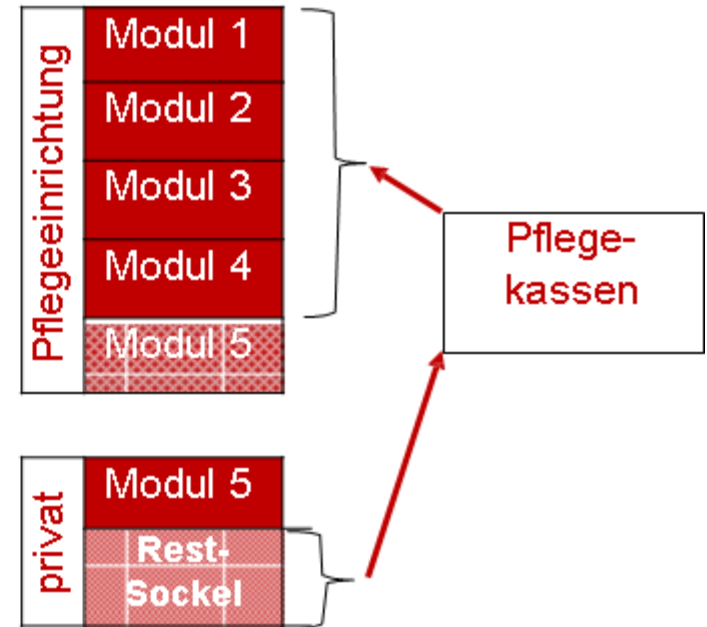 Pflegeeinrichtung
Modul 1
Modul 2
Modul 3
Modul 4
Modul 5
Pflege-
kassen
privat
Modul 5
Rest-
Sockel